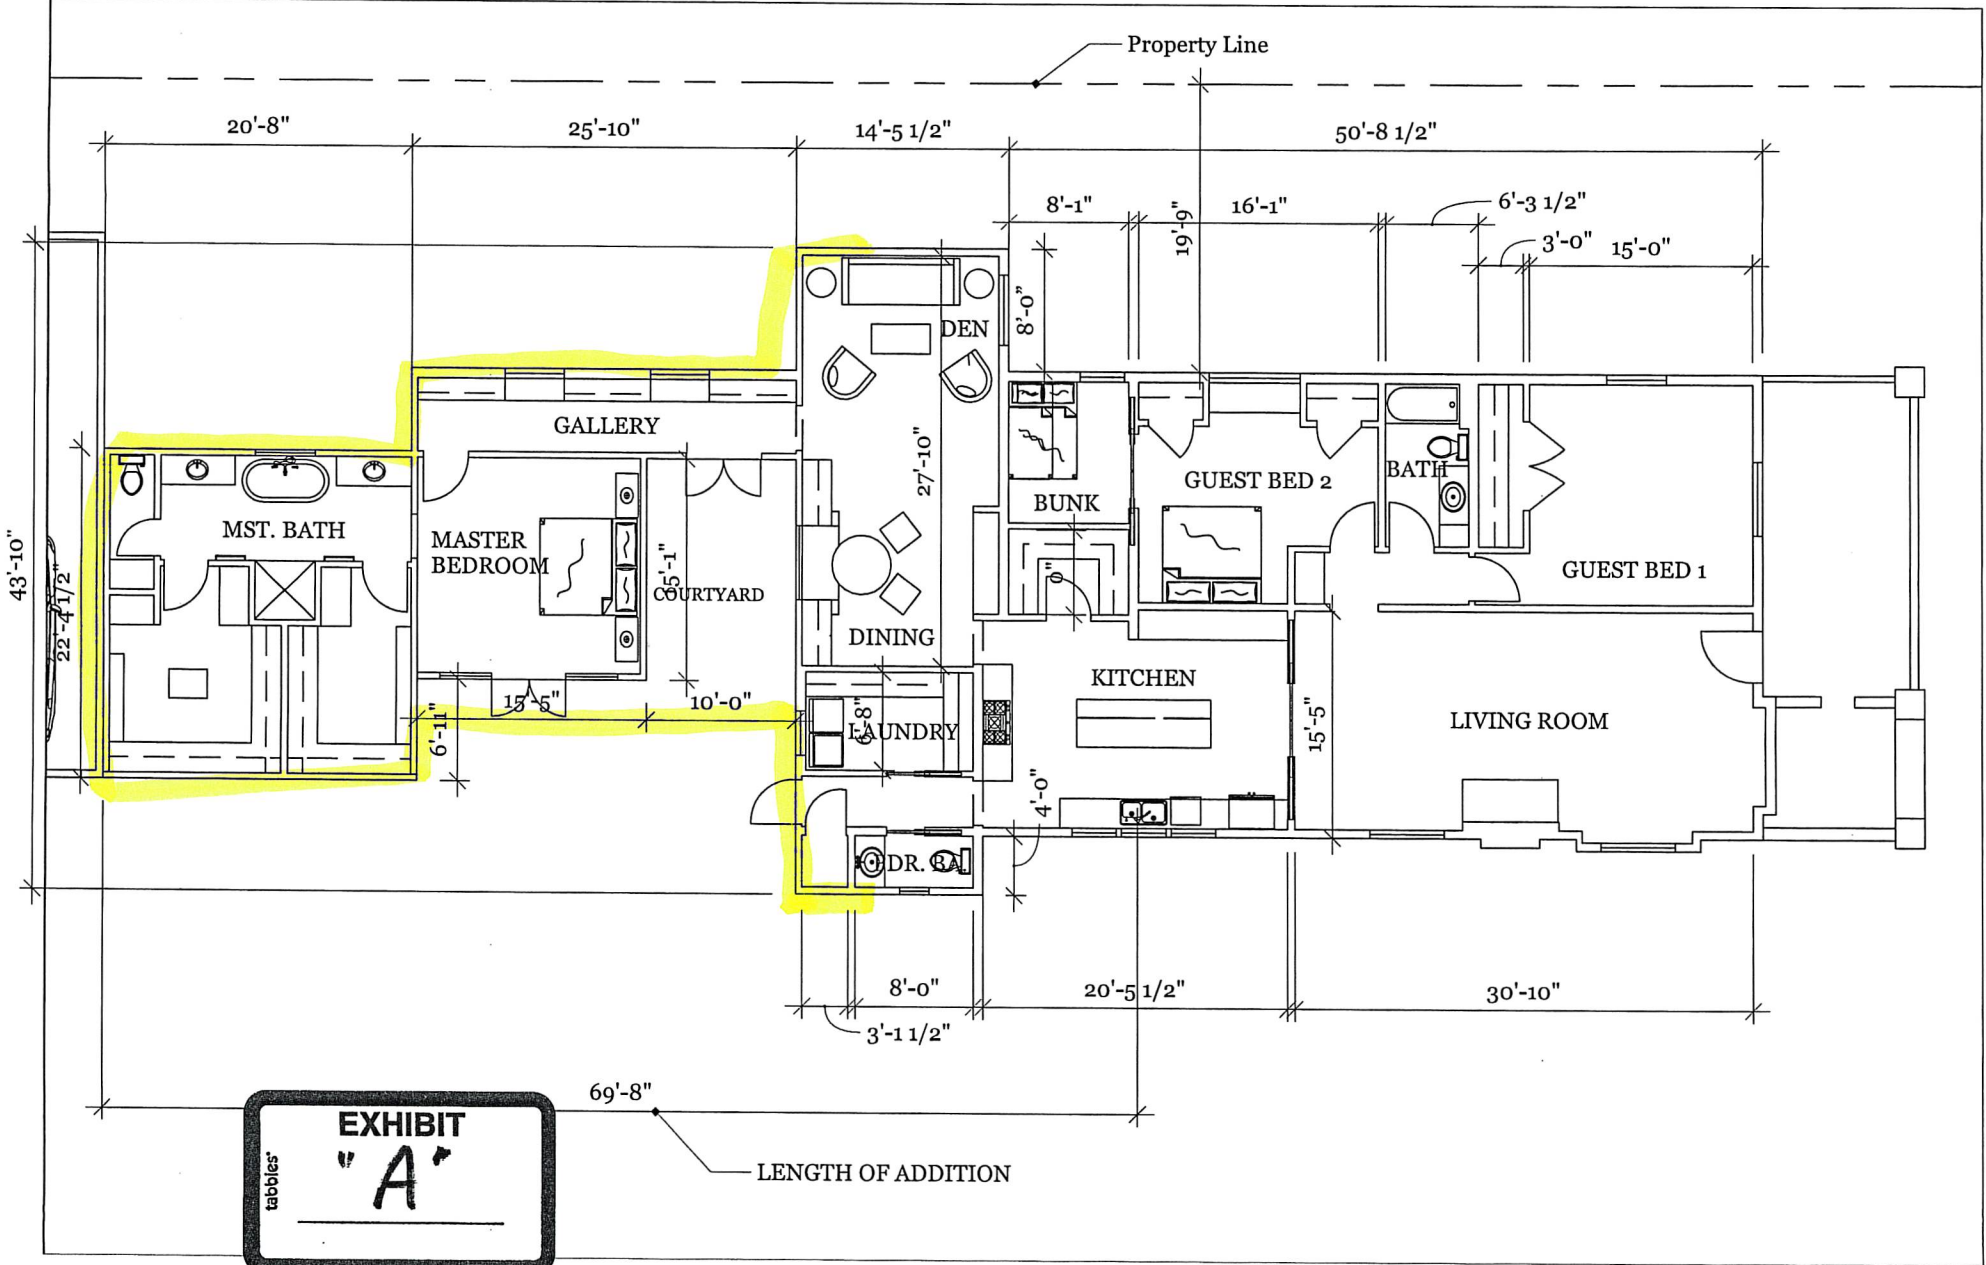 Property Line
20'-8"
25'-10"
14'-5 1/2"
50'-8 1/2"
8'-1"
19'-9"
16'-1"
6'-3 1/2"
3'-0"
15'-0"
8'-0"
DEN
GALLERY
27'-10"
BUNK
GUEST BED 2
BATH
GUEST BED 1
MST. BATH
MASTER
BEDROOM
COURTYARD
43'-10"
22'-4 1/2"
DINING
KITCHEN
LIVING ROOM
15'-5"
10'-0"
6'-11"
6'-8"
LAUNDRY
15'-5"
4'-0"
8'-0"
20'-5 1/2"
30'-10"
3'-1 1/2"
69'-8"
LENGTH OF ADDITION
EXHIBIT
"A"
tabbies